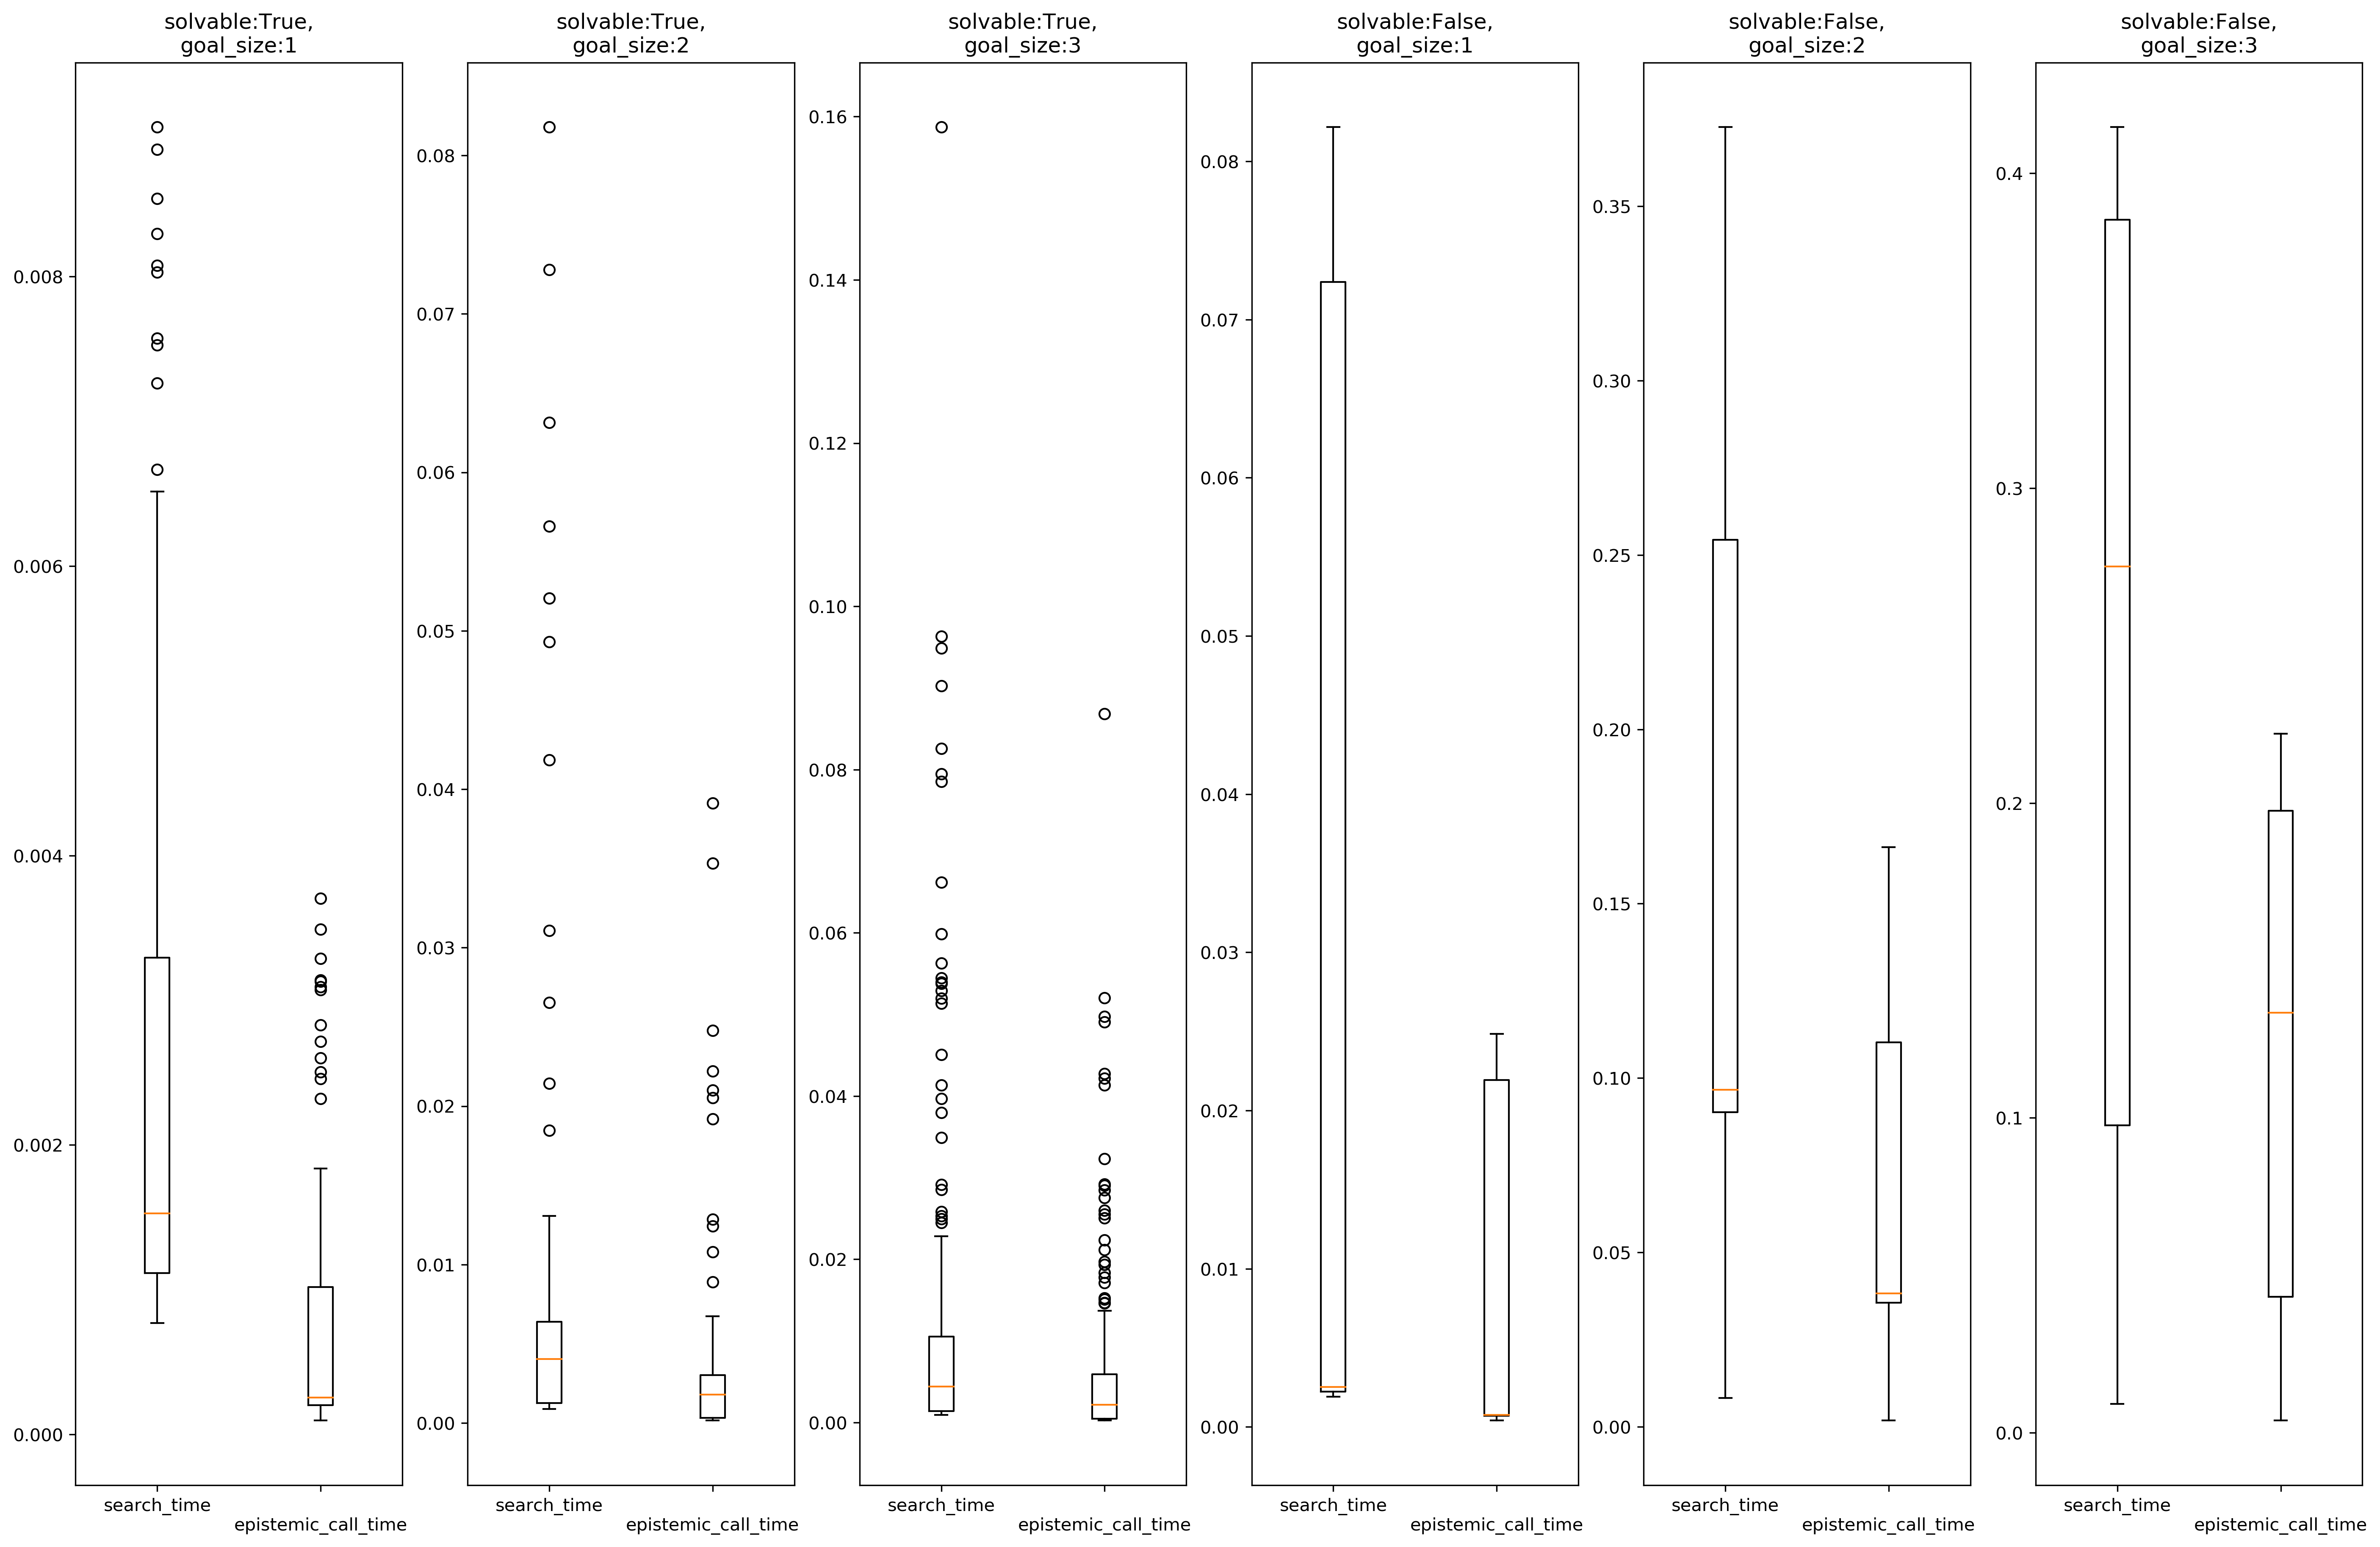 solvable:True,
goal_size:1
0.008
0.006
0.004
0.002
0.000
search_time
epistemic_call_time
solvable:True,
goal_size:2
0.08
0.07
0.06
0.05
0.04
0.03
0.02
0.01
0.00
search_time
epistemic_call_time
solvable:True,
goal_size:3
0.16
0.14
0.12
0.10
0.08
0.06
0.04
0.02
0.00
search_time
epistemic_call_time
solvable:False,
goal_size:1
0.08
0.07
0.06
0.05
0.04
0.03
0.02
0.01
0.00
search_time
epistemic_call_time
solvable:False,
goal_size:2
0.35
0.30
0.25
0.20
0.15
0.10
0.05
0.00
search_time
epistemic_call_time
solvable:False,
goal_size:3
0.4
0.3
0.2
0.1
0.0
search_time
epistemic_call_time